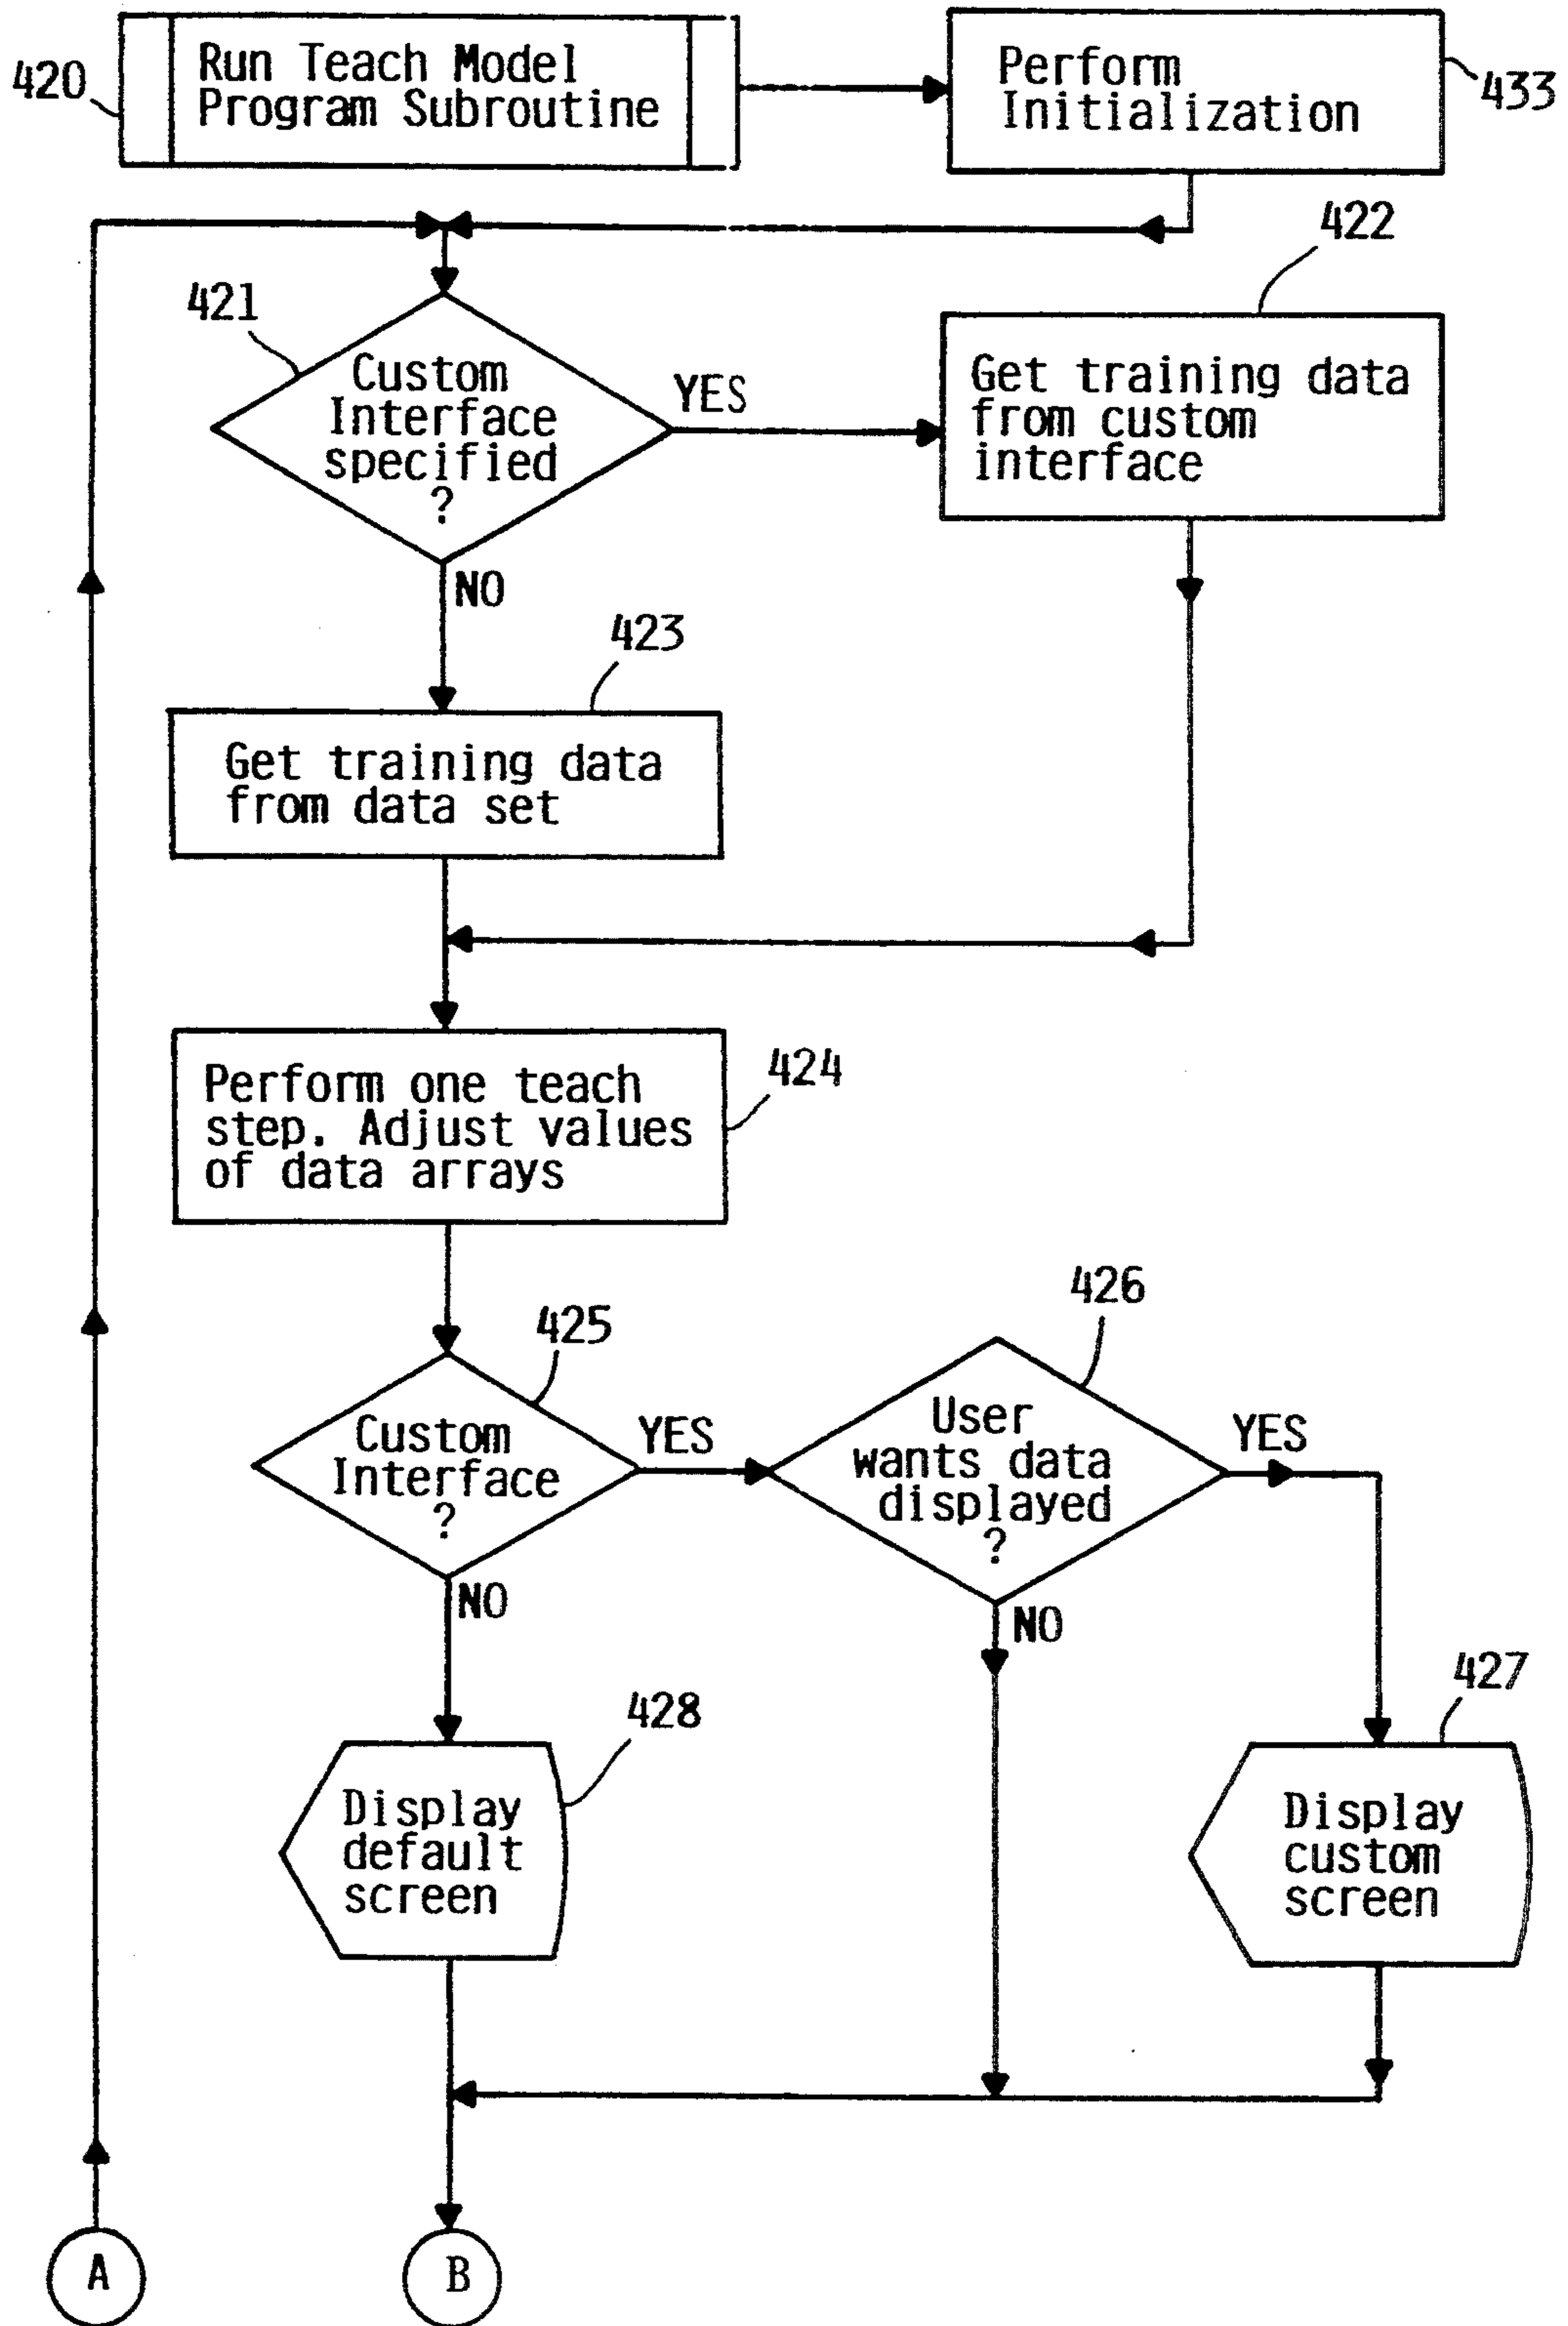 420
Run Teach Model
Program Subroutine
Perform
Initialization
433
422
421
Custom
Interface
specified
?
YES
Get training data
from custom
interface
NO
423
Get training data
from data set
Perform one teach
step. Adjust values
of data arrays
424
426
425
Custom
Interface
?
YES
User
wants data
displayed
?
YES
NO
NO
427
428
Display
default
screen
Display
custom
screen
A
B